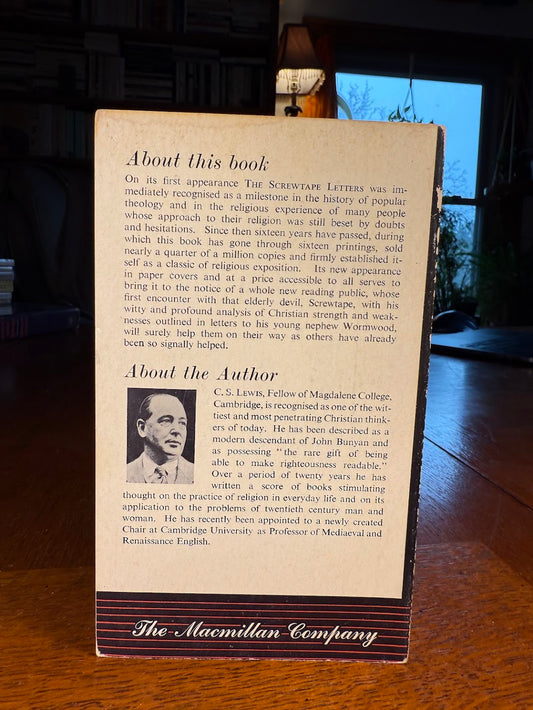 About this book
On its first appearance THE SCREWTAPE LETTERS was im-
mediately recognised as a milestone in the history of popular
theology and in the religious experience of many people
whose approach to their religion was still beset by doubts
and hesitations. Since then sixteen years have passed, during
which this book has gone through sixteen printings, sold
nearly a quarter of a million copies and firmly established it-
self as a classic of religious exposition. Its new appearance
in paper covers and at a price accessible to all serves to
bring it to the notice of a whole new reading public, whose
first encounter with that elderly devil, Screwtape, with his
witty and profound analysis of Christian strength and weak-
nesses outlined in letters to his young nephew Wormwood,
will surely help them on their way as others have already
been so signally helped.
About the Author
C. S. LEWIS, Fellow of Magdalene College,
Cambridge, is recognised as one of the wit-
tiest and most penetrating Christian think-
ers of today. He has been described as a
modern descendant of John Bunyan and
as possessing "the rare gift of being
able to make righteousness readable."
Over a period of twenty years he has
written a score of books stimulating
thought on the practice of religion in everyday life and on its
application to the problems of twentieth century man and
woman. He has recently been appointed to a newly created
Chair at Cambridge University as Professor of Mediaeval and
Renaissance English.
The Macmillan Company